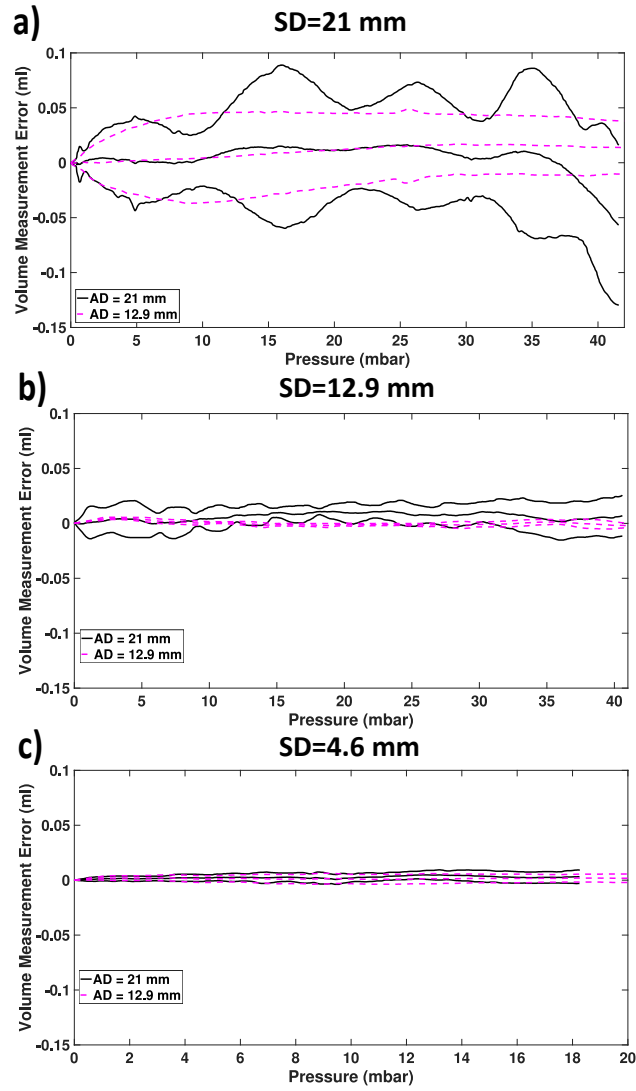 a)
SD=21 mm
0.1
0.05
0
-0.05
-0.1
-0.15
Volume Measurement Error (ml)
AD = 21 mm
AD = 12.9 mm
0 5 10 15 20 25 30 35 40
Pressure (mbar)
b)
SD=12.9 mm
0.1
0.05
0
-0.05
-0.1
-0.15
Volume Measurement Error (ml)
AD = 21 mm
AD = 12.9 mm
0 5 10 15 20 25 30 35 40
Pressure (mbar)
c)
SD=4.6 mm
0.1
0.05
0
-0.05
-0.1
-0.15
Volume Measurement Error (ml)
AD = 21 mm
AD = 12.9 mm
0 2 4 6 8 10 12 14 16 18 20
Pressure (mbar)